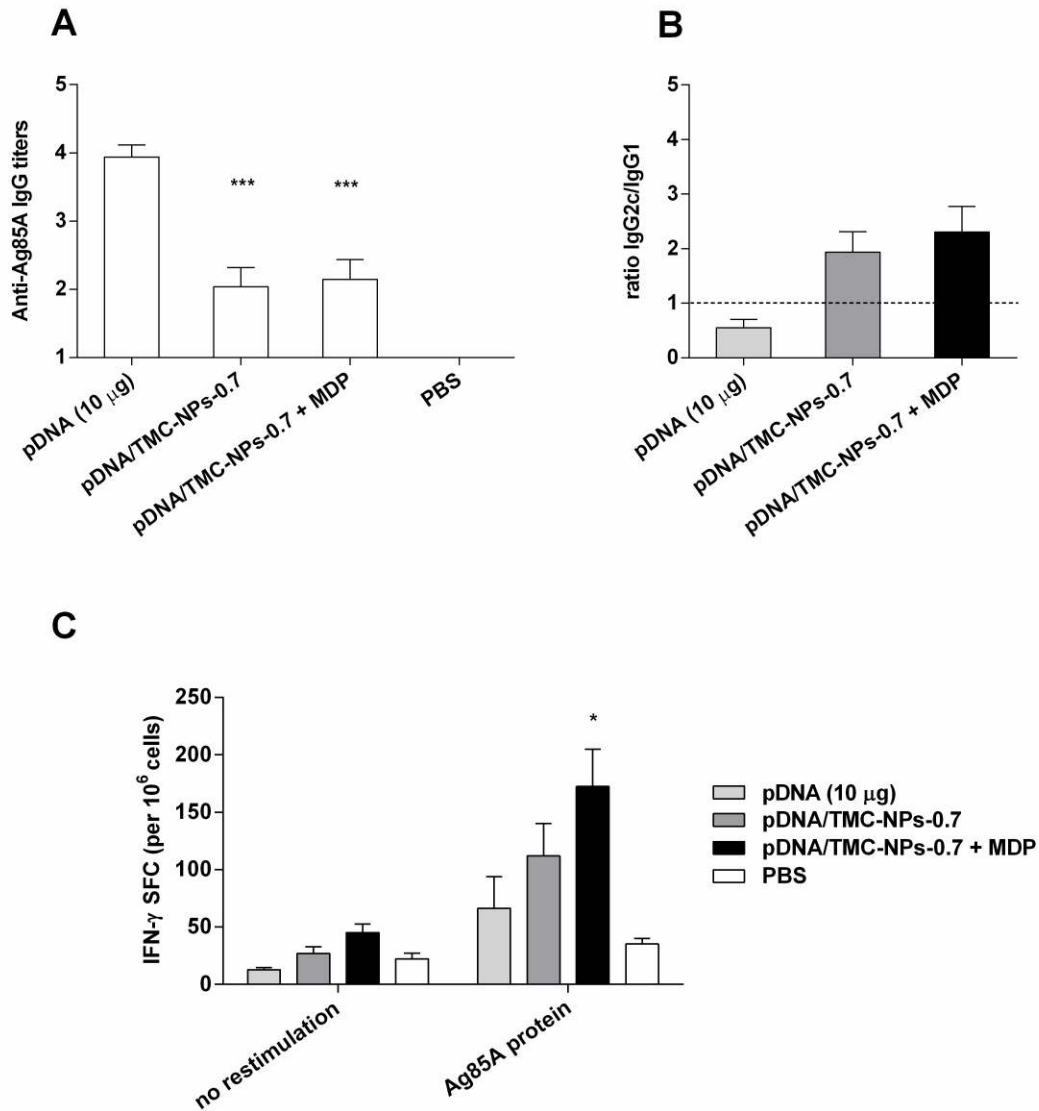 A
5
4
3
2
1
Anti-Ag85A IgG titers
***
***
pDNA (10 μg)
pDNA/TMC-NPs-0.7
pDNA/TMC-NPs-0.7 + MDP
PBS
B
5
4
3
2
1
0
ratio IgG2c/IgG1
pDNA (10 μg)
pDNA/TMC-NPs-0.7
pDNA/TMC-NPs-0.7 + MDP
C
250
200
150
100
50
0
IFN-γ SFC (per 10⁶ cells)
*
no restimulation
Ag85A protein
pDNA (10 μg)
pDNA/TMC-NPs-0.7
pDNA/TMC-NPs-0.7 + MDP
PBS